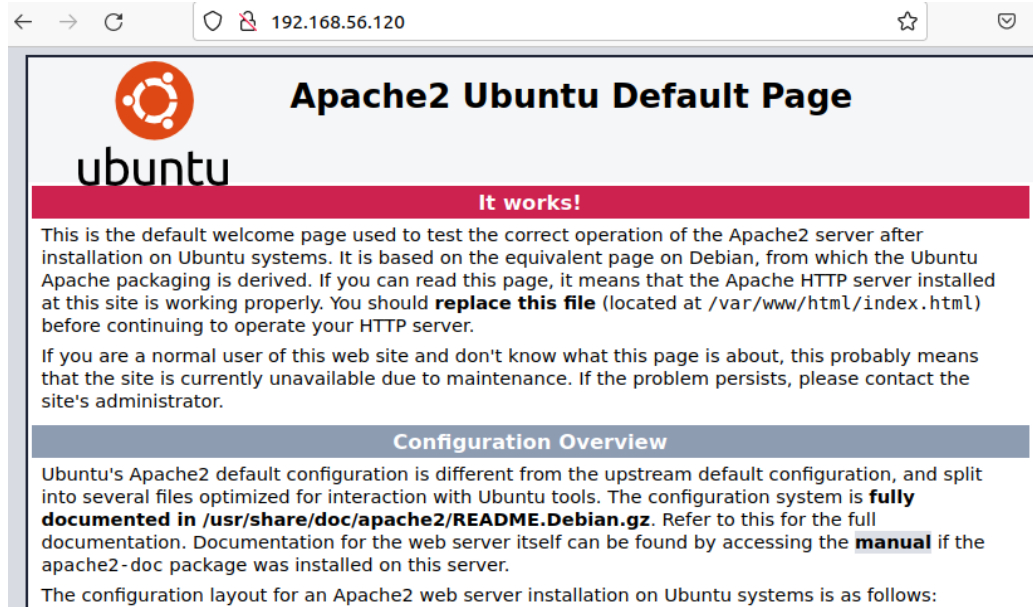 192.168.56.120
Apache2 Ubuntu Default Page
ubuntu
It works!
This is the default welcome page used to test the correct operation of the Apache2 server after
installation on Ubuntu systems. It is based on the equivalent page on Debian, from which the Ubuntu
Apache packaging is derived. If you can read this page, it means that the Apache HTTP server installed
at this site is working properly. You should replace this file (located at /var/www/html/index.html)
before continuing to operate your HTTP server.
If you are a normal user of this web site and don't know what this page is about, this probably means
that the site is currently unavailable due to maintenance. If the problem persists, please contact the
site's administrator.
Configuration Overview
Ubuntu's Apache2 default configuration is different from the upstream default configuration, and split
into several files optimized for interaction with Ubuntu tools. The configuration system is fully
documented in /usr/share/doc/apache2/README.Debian.gz. Refer to this for the full
documentation. Documentation for the web server itself can be found by accessing the manual if the
apache2-doc package was installed on this server.
The configuration layout for an Apache2 web server installation on Ubuntu systems is as follows: